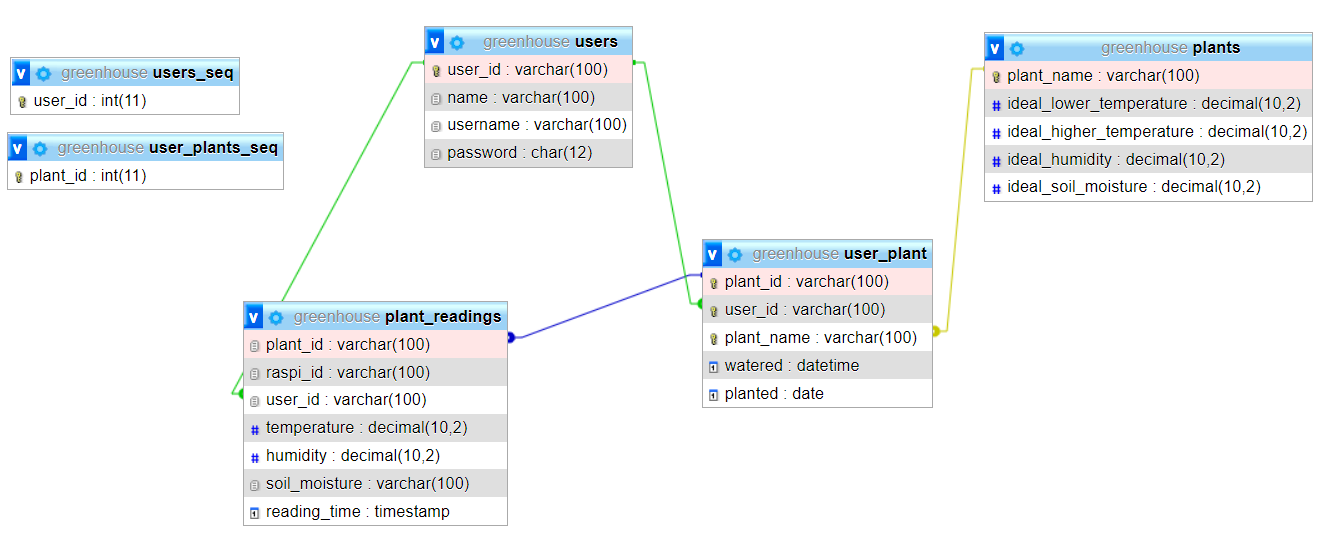 v greenhouse users_seq
user_id : int(11)
v greenhouse user_plants_seq
plant_id : int(11)
v greenhouse users
user_id : varchar(100)
name : varchar(100)
username : varchar(100)
password : char(12)
v greenhouse plants
plant_name : varchar(100)
# ideal_lower_temperature : decimal(10,2)
# ideal_higher_temperature : decimal(10,2)
# ideal_humidity : decimal(10,2)
# ideal_soil_moisture : decimal(10,2)
v greenhouse user_plant
plant_id : varchar(100)
user_id : varchar(100)
plant_name : varchar(100)
1 watered : datetime
1 planted : date
v greenhouse plant_readings
plant_id : varchar(100)
raspi_id : varchar(100)
user_id : varchar(100)
# temperature : decimal(10,2)
# humidity : decimal(10,2)
soil_moisture : varchar(100)
1 reading_time : timestamp